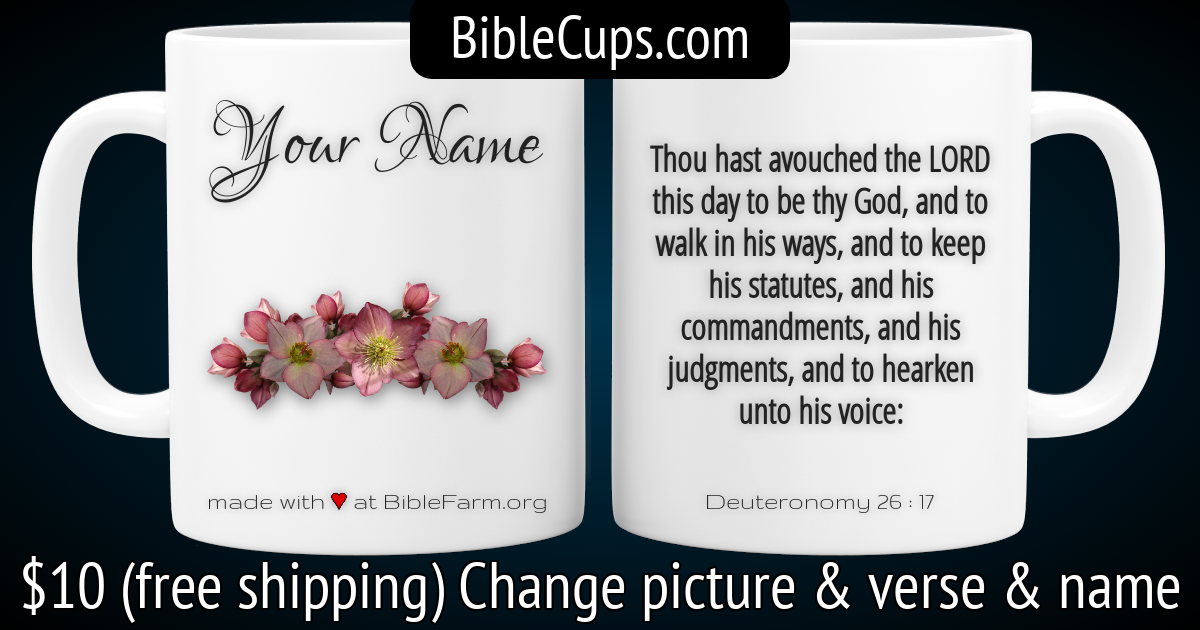 BibleCups.com
Your Name
made with ♥ at BibleFarm.org
Thou hast avouched the LORD
this day to be thy God, and to
walk in his ways, and to keep
his statutes, and his
commandments, and his
judgments, and to hearken
unto his voice:
Deuteronomy 26 : 17
$10 (free shipping) Change picture & verse & name